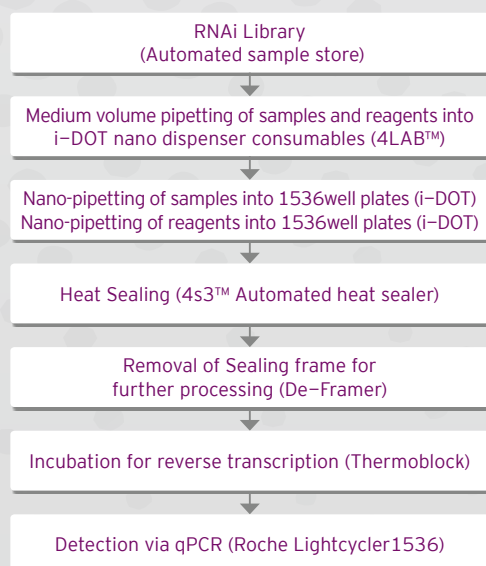 RNAi Library
(Automated sample store)
Medium volume pipetting of samples and reagents into
i–DOT nano dispenser consumables (4LAB™)
Nano-pipetting of samples into 1536well plates (i–DOT)
Nano-pipetting of reagents into 1536well plates (i–DOT)
Heat Sealing (4s3™ Automated heat sealer)
Removal of Sealing frame for
further processing (De–Framer)
Incubation for reverse transcription (Thermoblock)
Detection via qPCR (Roche Lightcycler1536)